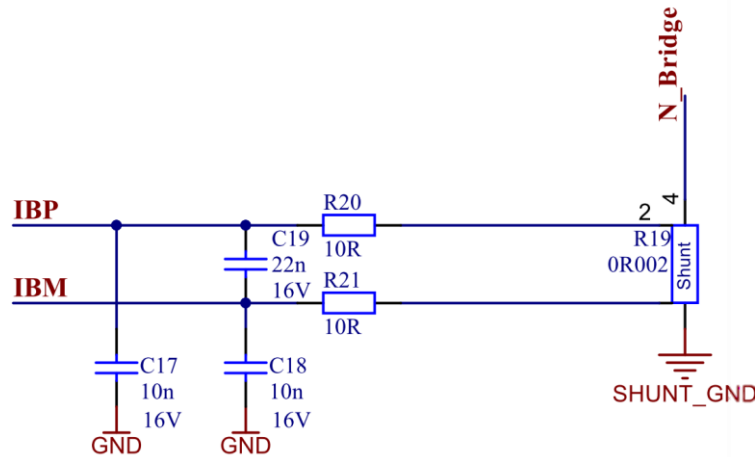 N_Bridge
IBP
R20
2
4
C19
10R
R19
22n
0R002
Shunt
IBM
R21
16V
10R
C17
C18
10n
10n
SHUNT_GND
16V
16V
GND
GND